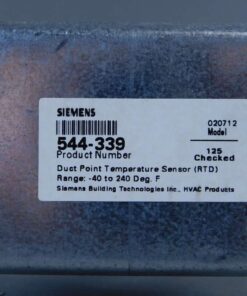 SIEMENS
020712
Model
544-339
Product Number
125
Checked
Duct Point Temperature Sensor (RTD)
Range: -40 to 240 Deg. F
Siemens Building Technologies Inc., HVAC Products